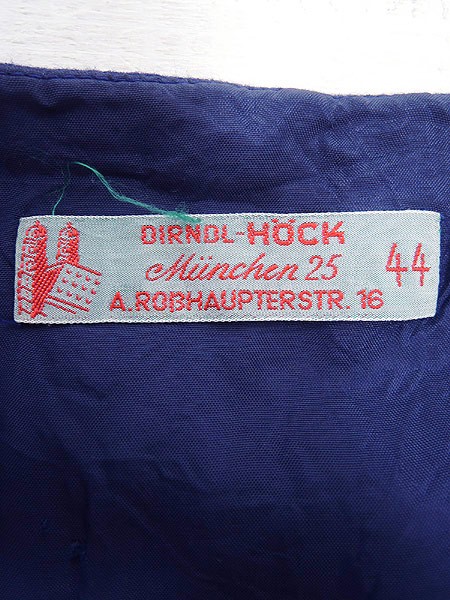 DIRNDL-HÖCK
München 25
A.ROßHAUPTERSTR. 16
44